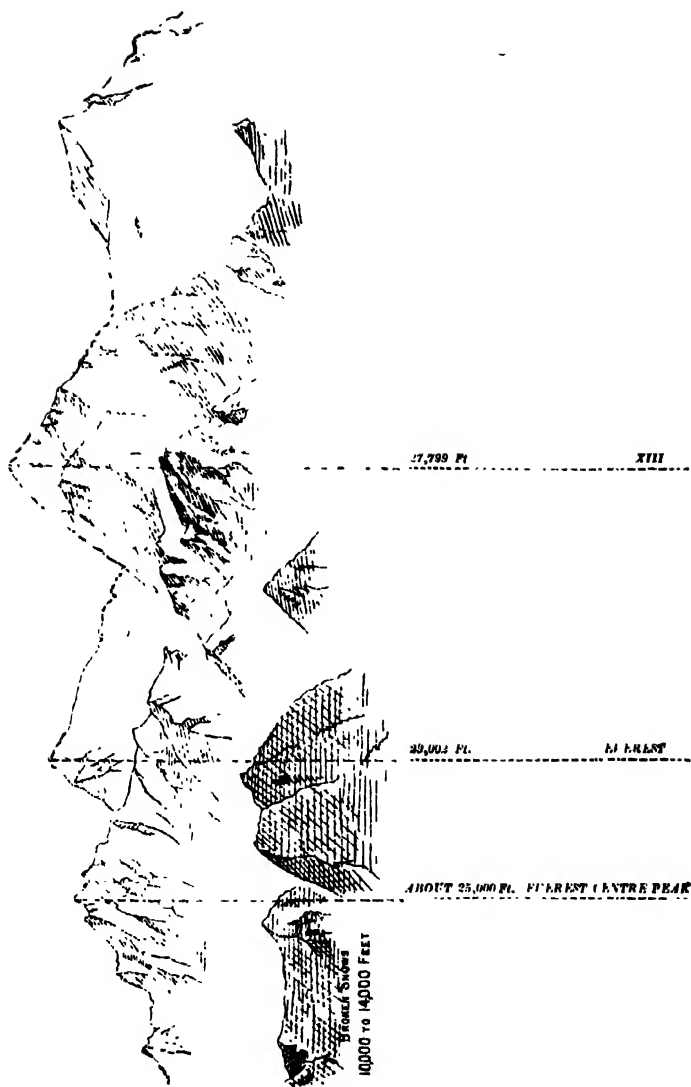 27,799 Ft XIII
29,002 Ft. EVEREST
ABOUT 25,000 Ft. EVEREST CENTRE PEAK
BROKEN SNOWS
10,000 TO 14,000 FEET